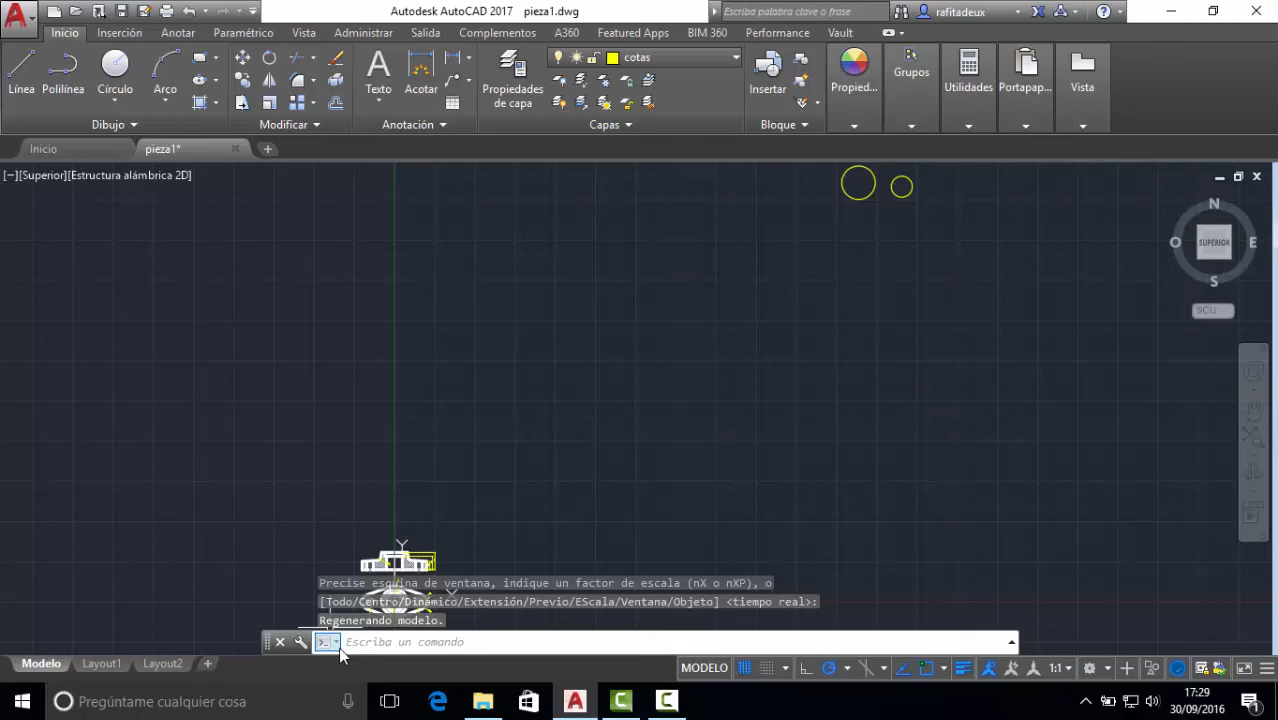 Autodesk AutoCAD 2017 pieza1.dwg
Escriba palabra clave o frase
rafitadeux
Inicio Inserción Anotar Paramétrico Vista Administrar Salida Complementos A360 Featured Apps BIM 360 Performance Vault
cotas
Línea Polilínea Círculo Arco Texto Acotar Propiedades de capa Insertar Propied... Grupos Utilidades Portapap... Vista
Dibujo Modificar Anotación Capas Bloque
Inicio pieza1*
[−][Superior][Estructura alámbrica 2D]
N
O SUPERIOR E
S
SCU
Precise esquina de ventana, indique un factor de escala (nX o nXP), o
[Todo/Centro/Dinámico/Extensión/Previo/EScala/Ventana/Objeto] <tiempo real>:
Regenerando modelo.
Escriba un comando
Modelo Layout1 Layout2 +
MODELO 1:1
Pregúntame cualquier cosa
17:29
30/09/2016